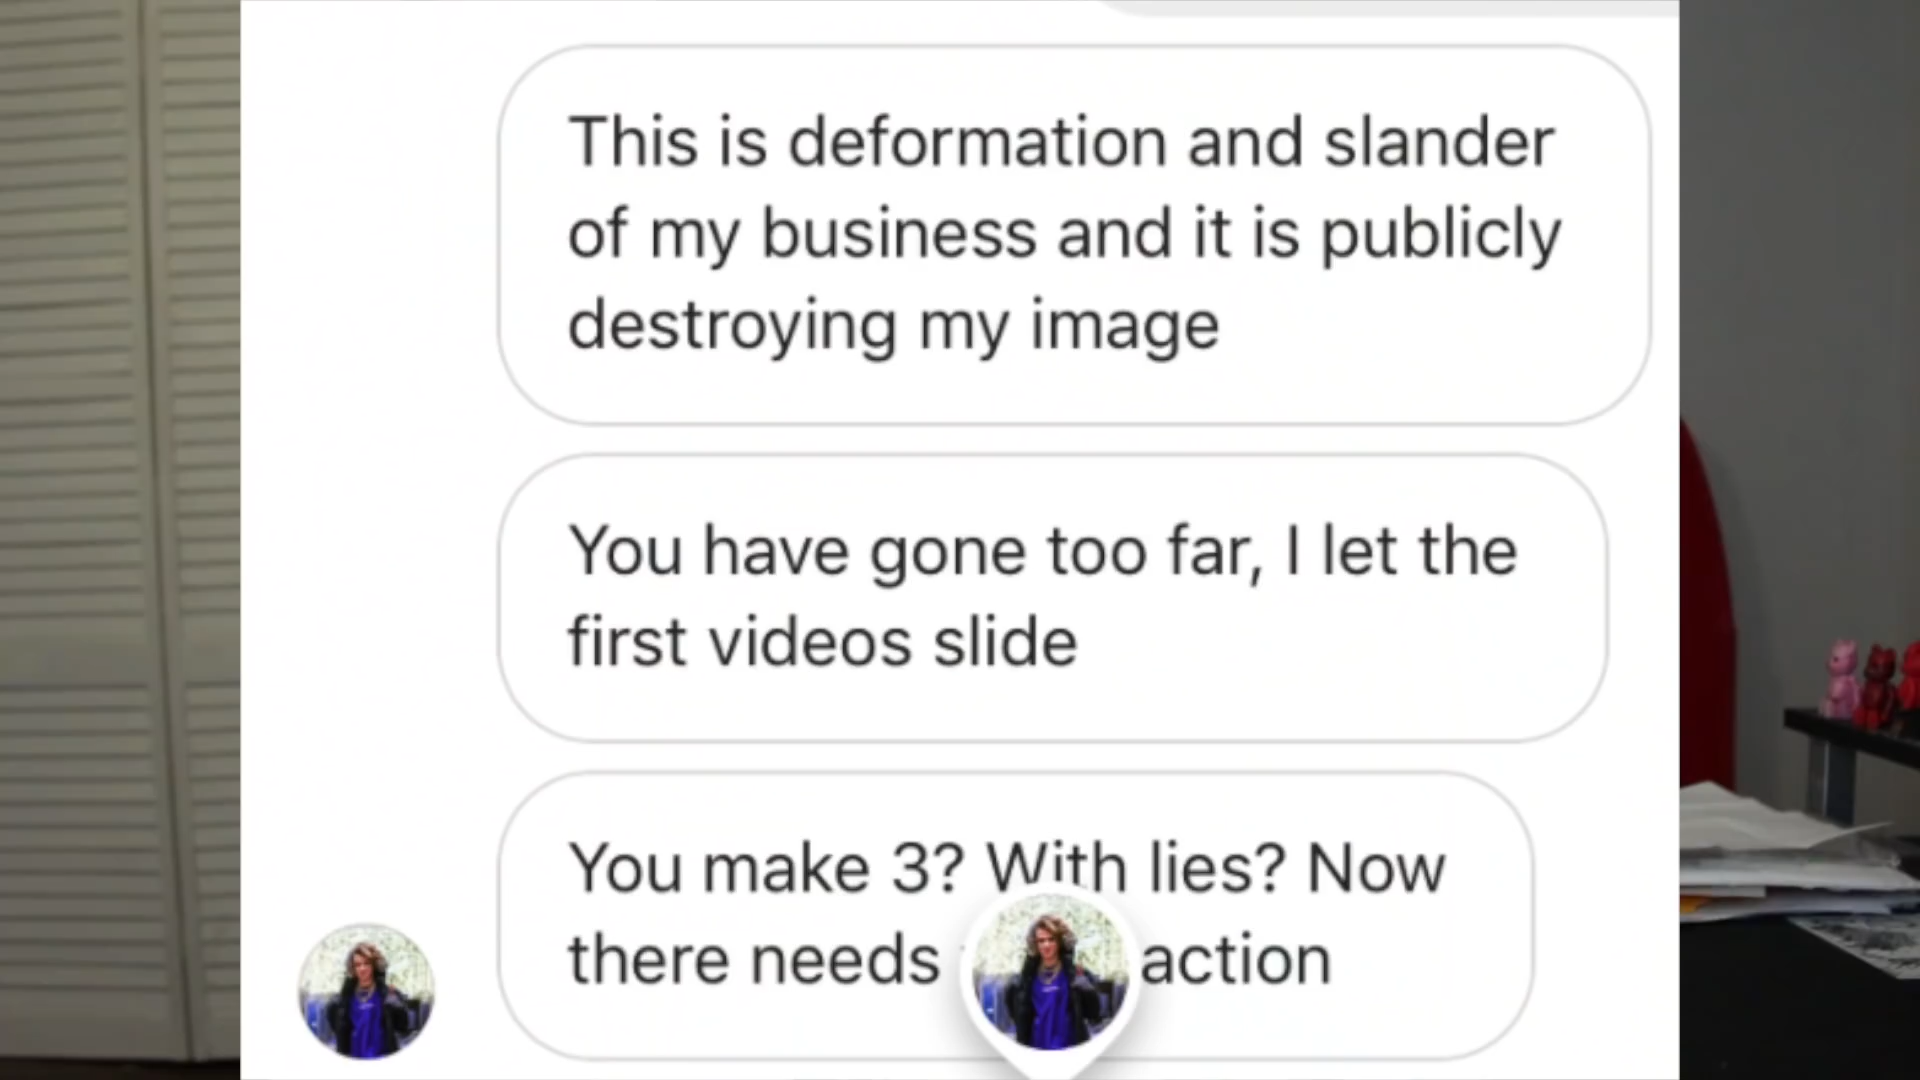 This is deformation and slander
of my business and it is publicly
destroying my image
You have gone too far, I let the
first videos slide
You make 3? With lies? Now
there needs action